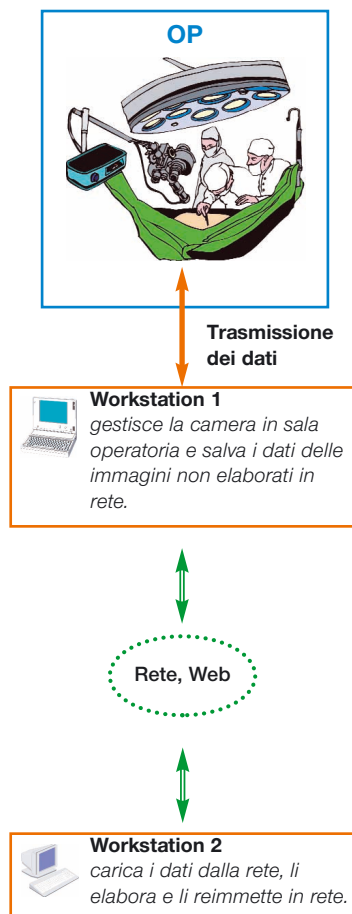 OP
Trasmissione
dei dati
Workstation 1
gestisce la camera in sala
operatoria e salva i dati delle
immagini non elaborati in
rete.
Rete, Web
Workstation 2
carica i dati dalla rete, li
elabora e li reimmette in rete.